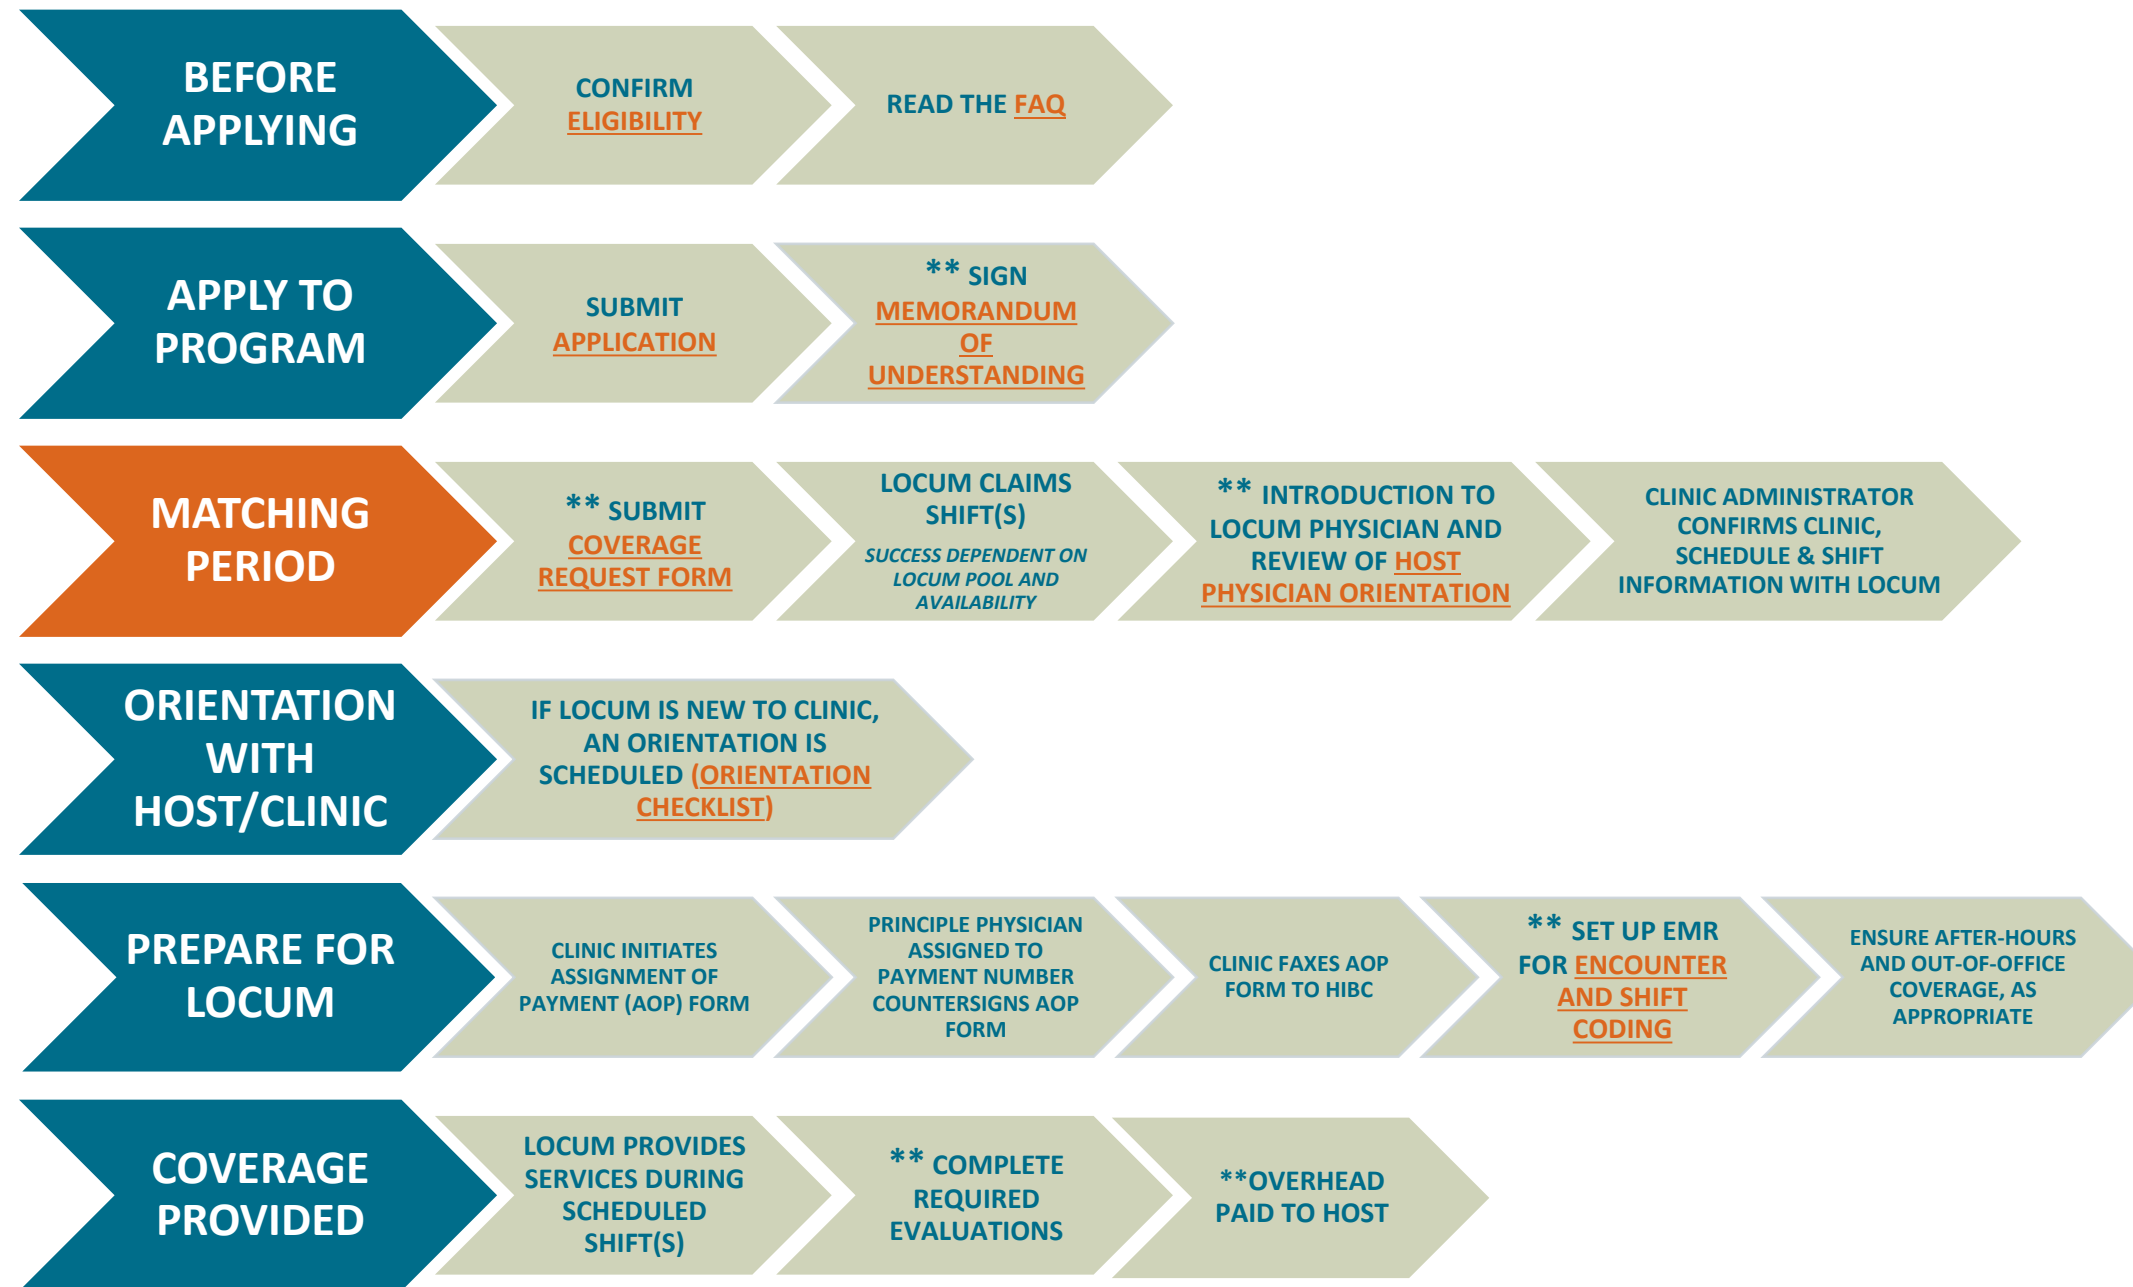 BEFORE
APPLYING
CONFIRM
ELIGIBILITY
READ THE FAQ
APPLY TO
PROGRAM
SUBMIT
APPLICATION
** SIGN
MEMORANDUM
OF
UNDERSTANDING
MATCHING
PERIOD
** SUBMIT
COVERAGE
REQUEST FORM
LOCUM CLAIMS
SHIFT(S)
SUCCESS DEPENDENT ON
LOCUM POOL AND
AVAILABILITY
** INTRODUCTION TO
LOCUM PHYSICIAN AND
REVIEW OF HOST
PHYSICIAN ORIENTATION
CLINIC ADMINISTRATOR
CONFIRMS CLINIC,
SCHEDULE & SHIFT
INFORMATION WITH LOCUM
ORIENTATION
WITH
HOST/CLINIC
IF LOCUM IS NEW TO CLINIC,
AN ORIENTATION IS
SCHEDULED (ORIENTATION
CHECKLIST)
PREPARE FOR
LOCUM
CLINIC INITIATES
ASSIGNMENT OF
PAYMENT (AOP) FORM
PRINCIPLE PHYSICIAN
ASSIGNED TO
PAYMENT NUMBER
COUNTERSIGNS AOP
FORM
CLINIC FAXES AOP
FORM TO HIBC
** SET UP EMR
FOR ENCOUNTER
AND SHIFT
CODING
ENSURE AFTER-HOURS
AND OUT-OF-OFFICE
COVERAGE, AS
APPROPRIATE
COVERAGE
PROVIDED
LOCUM PROVIDES
SERVICES DURING
SCHEDULED
SHIFT(S)
** COMPLETE
REQUIRED
EVALUATIONS
**OVERHEAD
PAID TO HOST